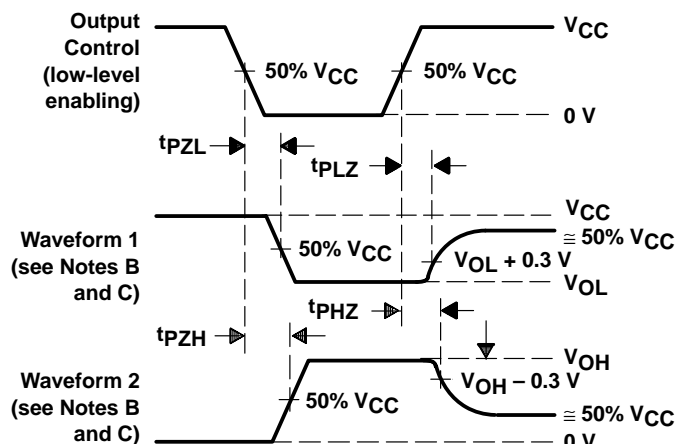 Output
Control
(low-level
enabling)
VCC
50% VCC
50% VCC
0 V
tPZL
tPLZ
Waveform 1
(see Notes B
and C)
VCC
50% VCC
≅ 50% VCC
VOL + 0.3 V
VOL
tPZH
tPHZ
Waveform 2
(see Notes B
and C)
VOH
50% VCC
VOH – 0.3 V
≅ 50% VCC
0 V